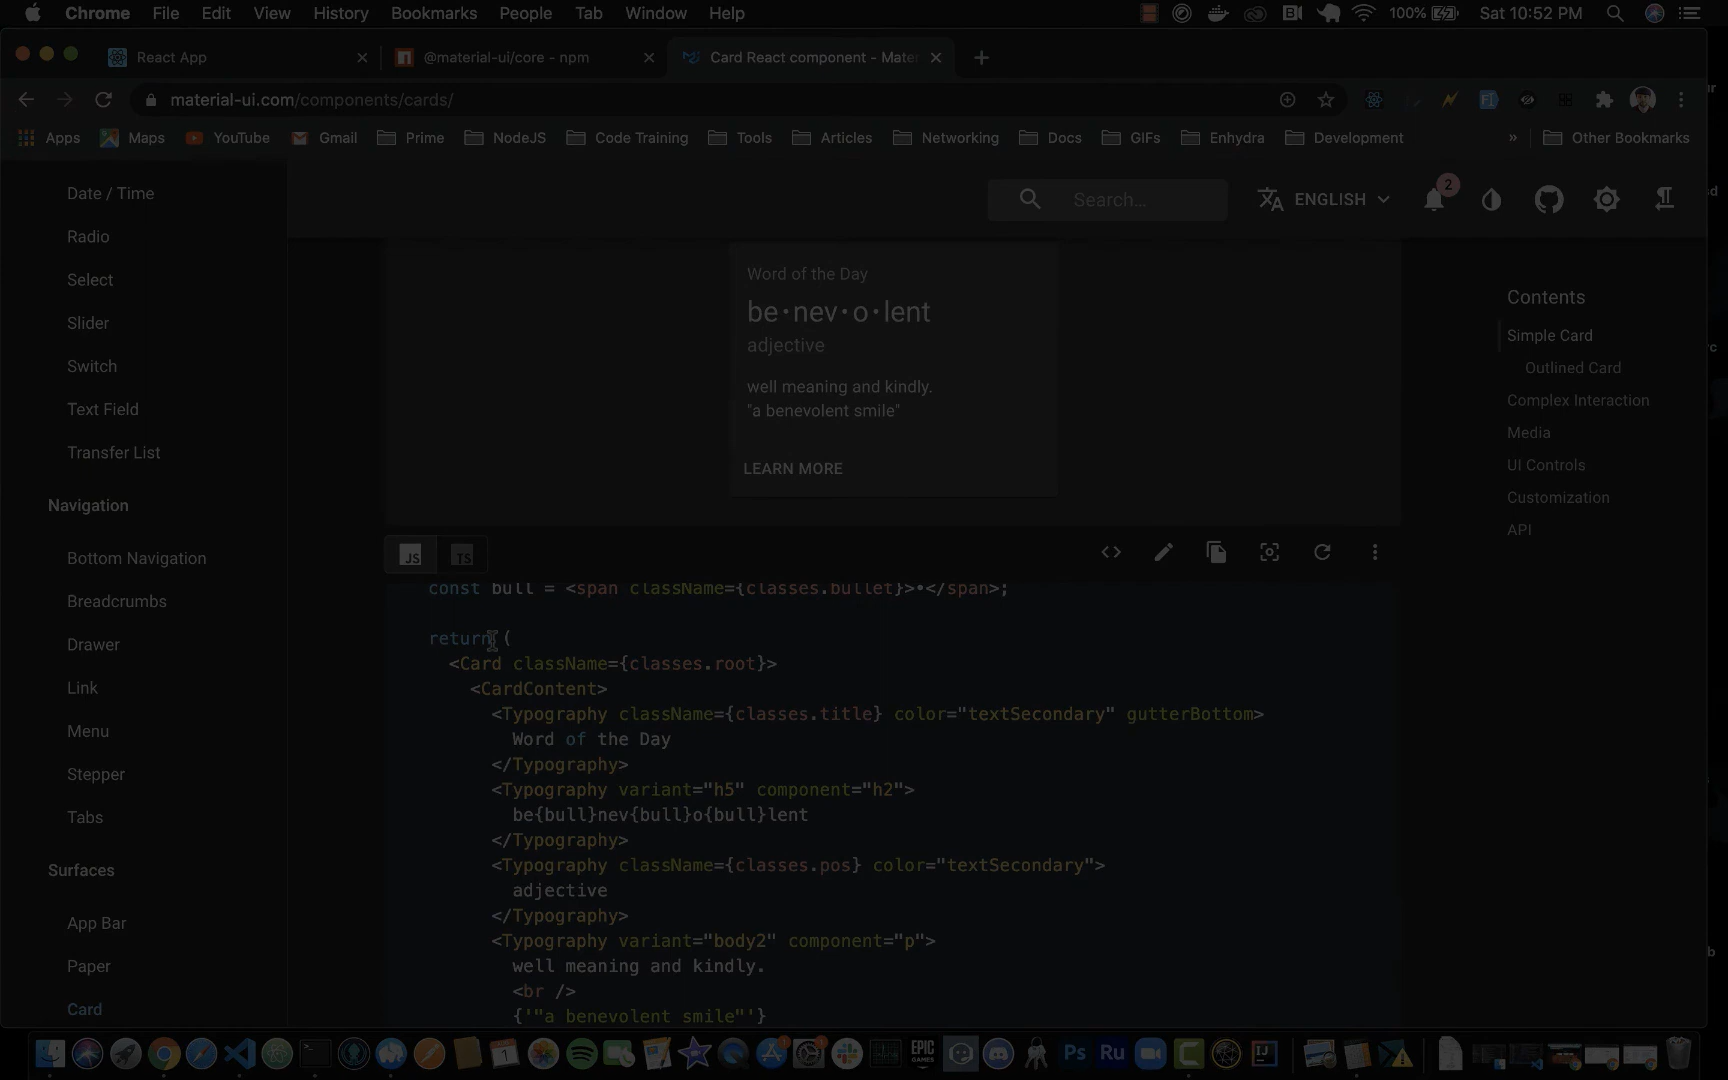 Chrome File Edit View History Bookmarks People Tab Window Help 100% Sat 10:52 PM
React App @material-ui/core - npm Card React component - Mater
material-ui.com/components/cards/
Apps Maps YouTube Gmail Prime NodeJS Code Training Tools Articles Networking Docs GIFs Enhydra Development » Other Bookmarks
Search… ENGLISH 2
Date / Time
Radio
Select
Slider
Switch
Text Field
Transfer List
Navigation
Bottom Navigation
Breadcrumbs
Drawer
Link
Menu
Stepper
Tabs
Surfaces
App Bar
Paper
Card
Word of the Day
be•nev•o•lent
adjective
well meaning and kindly.
"a benevolent smile"
LEARN MORE
Contents
Simple Card
Outlined Card
Complex Interaction
Media
UI Controls
Customization
API
JS TS
const bull = <span className={classes.bullet}>•</span>;
return (
<Card className={classes.root}>
<CardContent>
<Typography className={classes.title} color="textSecondary" gutterBottom>
Word of the Day
</Typography>
<Typography variant="h5" component="h2">
be{bull}nev{bull}o{bull}lent
</Typography>
<Typography className={classes.pos} color="textSecondary">
adjective
</Typography>
<Typography variant="body2" component="p">
well meaning and kindly.
<br />
{'"a benevolent smile"'}
EPIC GAMES Ps Ru IJ